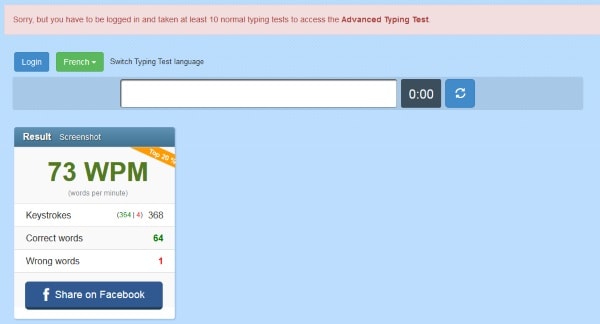 Sorry, but you have to be logged in and taken at least 10 normal typing tests to access the Advanced Typing Test.
Login French Switch Typing Test language
0:00
Result Screenshot
Top 20 %
73 WPM
(words per minute)
Keystrokes (364 | 4) 368
Correct words 64
Wrong words 1
f Share on Facebook